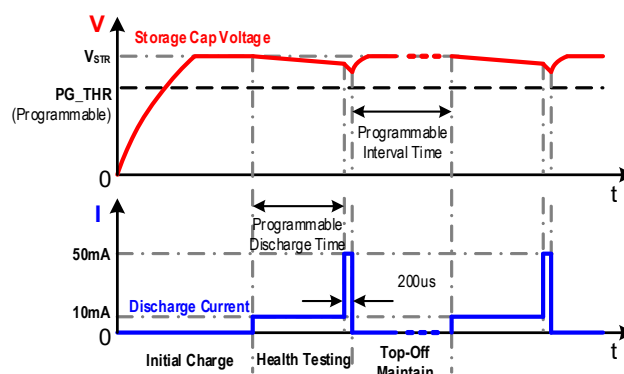 V
Storage Cap Voltage
VSTR
PG_THR
(Programmable)
Programmable
Interval Time
0
t
I
Programmable
Discharge Time
50mA
200us
Discharge Current
10mA
0
t
Initial Charge
Health Testing
Top-Off
Maintain